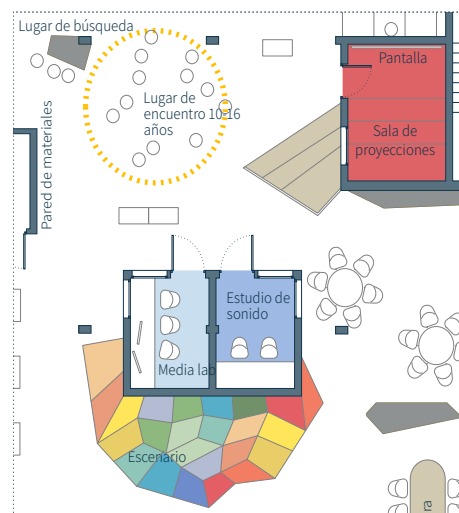 Lugar de búsqueda
Pantalla
Lugar de
encuentro 10-16
años
Pared de materiales
Sala de
proyecciones
Estudio de
sonido
Media lab
Escenario
ra